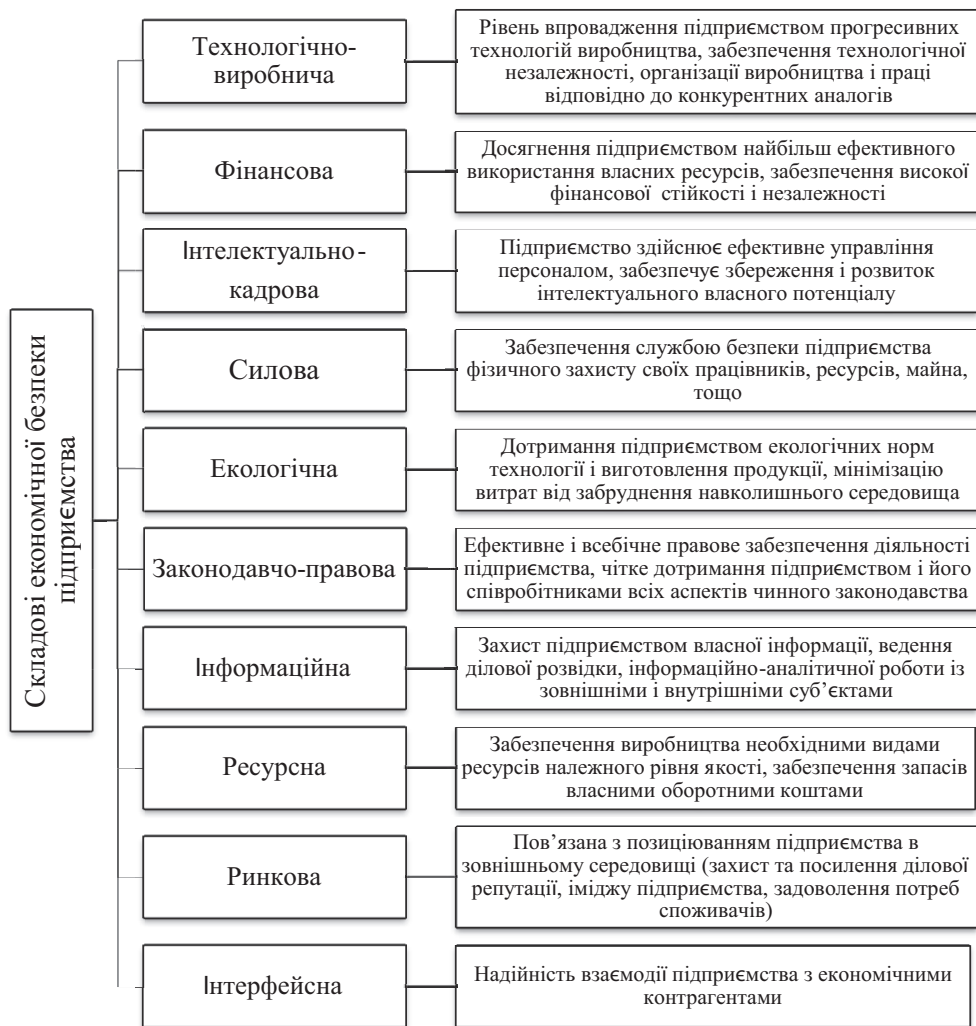 Складові економічної безпеки
підприємства
Технологічно-
виробнича
Рівень впровадження підприємством прогресивних
технологій виробництва, забезпечення технологічної
незалежності, організації виробництва і праці
відповідно до конкурентних аналогів
Фінансова
Досягнення підприємством найбільш ефективного
використання власних ресурсів, забезпечення високої
фінансової стійкості і незалежності
Інтелектуально-
кадрова
Підприємство здійснює ефективне управління
персоналом, забезпечує збереження і розвиток
інтелектуального власного потенціалу
Силова
Забезпечення службою безпеки підприємства
фізичного захисту своїх працівників, ресурсів, майна,
тощо
Екологічна
Дотримання підприємством екологічних норм
технології і виготовлення продукції, мінімізацію
витрат від забруднення навколишнього середовища
Законодавчо-правова
Ефективне і всебічне правове забезпечення діяльності
підприємства, чітке дотримання підприємством і його
співробітниками всіх аспектів чинного законодавства
Інформаційна
Захист підприємством власної інформації, ведення
ділової розвідки, інформаційно-аналітичної роботи із
зовнішніми і внутрішніми суб’єктами
Ресурсна
Забезпечення виробництва необхідними видами
ресурсів належного рівня якості, забезпечення запасів
власними оборотними коштами
Ринкова
Пов’язана з позиціюванням підприємства в
зовнішньому середовищі (захист та посилення ділової
репутації, іміджу підприємства, задоволення потреб
споживачів)
Інтерфейсна
Надійність взаємодії підприємства з економічними
контрагентами